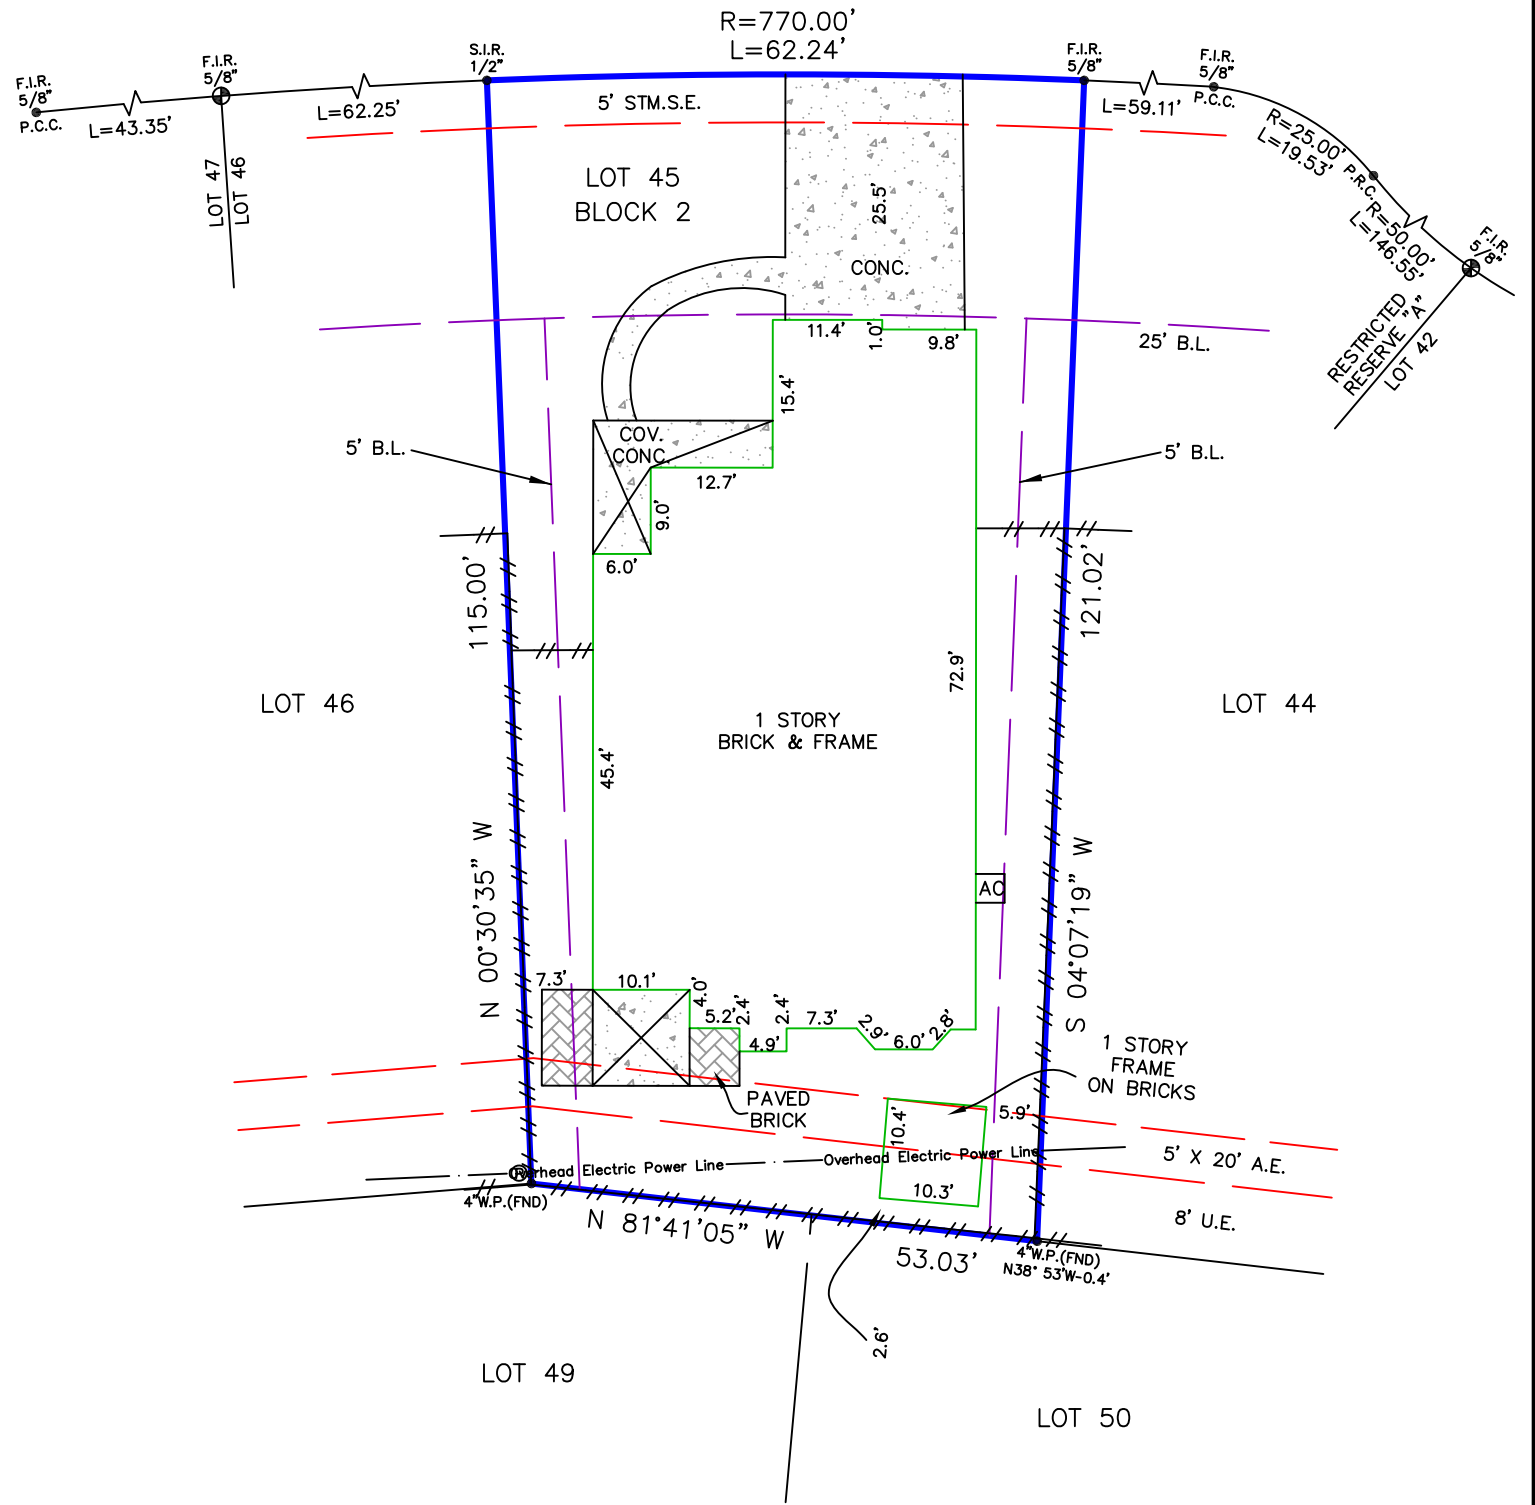 R=770.00'
L=62.24'
F.I.R.
5/8"
P.C.C.
L=43.35'
F.I.R.
5/8"
L=62.25'
S.I.R.
1/2"
F.I.R.
5/8"
L=59.11'
F.I.R.
5/8"
P.C.C.
R=25.00'
L=19.53'
P.R.C.
R=50.00'
L=146.55'
F.I.R.
5/8"
LOT 47
LOT 46
5' STM.S.E.
LOT 45
BLOCK 2
25.5'
CONC.
RESTRICTED
RESERVE "A"
LOT 42
11.4'
1.0'
9.8'
25' B.L.
15.4'
5' B.L.
COV.
CONC.
12.7'
9.0'
6.0'
5' B.L.
115.00'
121.02'
LOT 46
LOT 44
72.9'
1 STORY
BRICK & FRAME
45.4'
N 00°30'35" W
S 04°07'19" W
AC
7.3'
10.1'
4.0'
5.2'
2.4'
4.9'
2.4'
7.3'
2.9'
6.0'
2.8'
1 STORY
FRAME
ON BRICKS
PAVED
BRICK
10.4'
5.9'
Overhead Electric Power Line
Overhead Electric Power Line
5' X 20' A.E.
10.3'
8' U.E.
4"W.P.(FND)
N 81°41'05" W
53.03'
4"W.P.(FND)
N38° 53'W-0.4'
2.6'
LOT 49
LOT 50